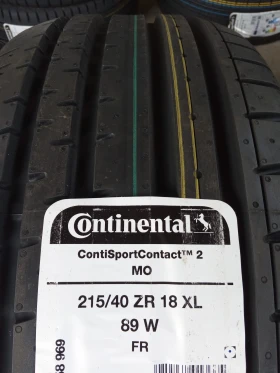 Continental
ContiSportContact™ 2
MO
215/40 ZR 18 XL
89 W
FR